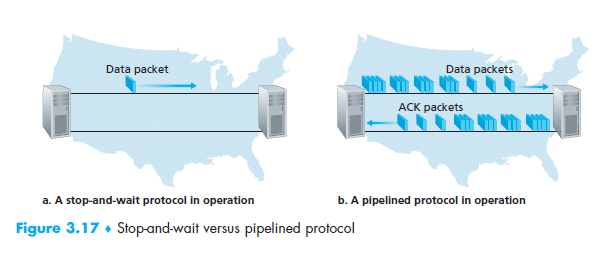 Data packet
Data packets
ACK packets
a. A stop-and-wait protocol in operation
b. A pipelined protocol in operation
Figure 3.17 ♦ Stop-and-wait versus pipelined protocol